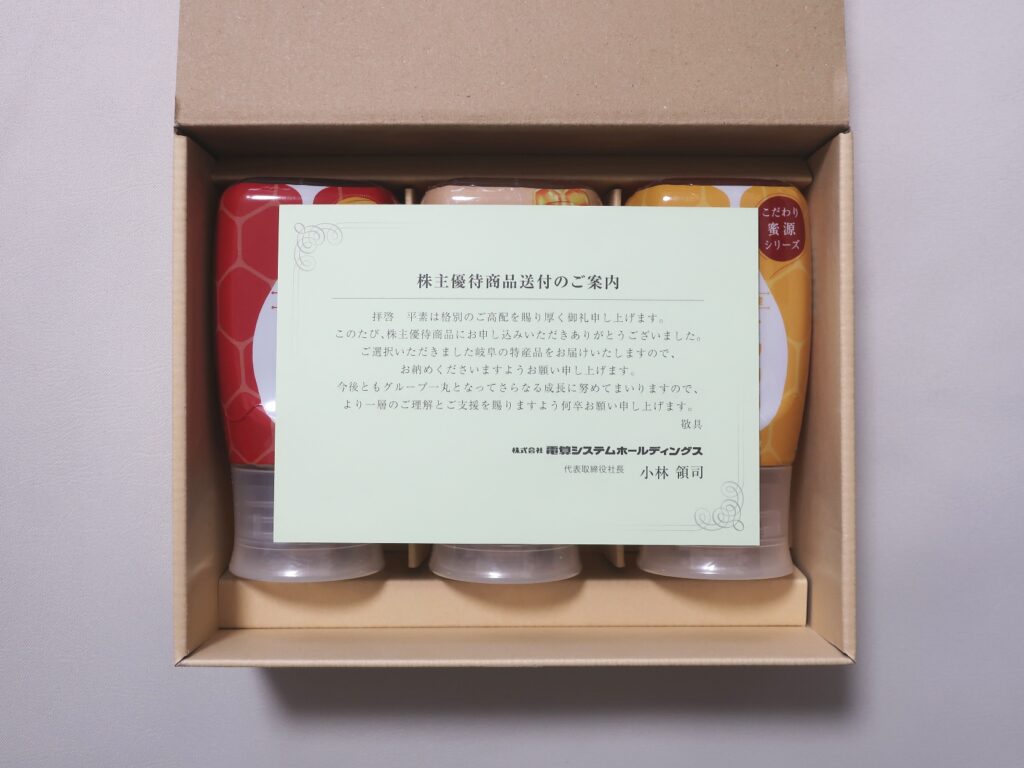 こだわり
蜜源
シリーズ
株主優待商品送付のご案内
拝啓　平素は格別のご高配を賜り厚く御礼申し上げます。
このたび、株主優待商品にお申し込みいただきありがとうございました。
ご選択いただきました岐阜の特産品をお届けいたしますので、
お納めくださいますようお願い申し上げます。
今後ともグループ一丸となってさらなる成長に努めてまいりますので、
より一層のご理解とご支援を賜りますよう何卒お願い申し上げます。
敬具
株式会社 電算システムホールディングス
代表取締役社長　小林 領司